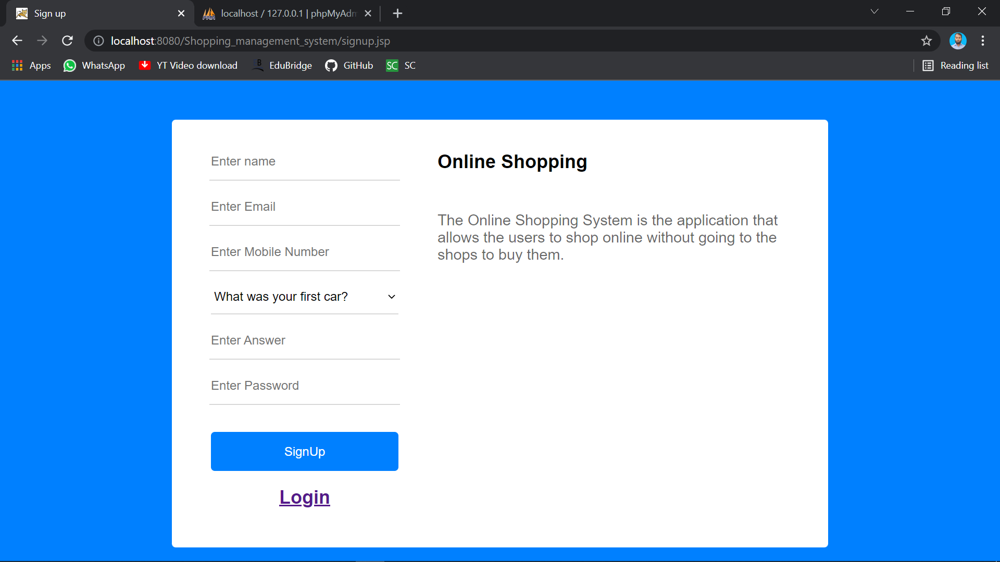 Sign up
localhost / 127.0.0.1 | phpMyAdm
localhost:8080/Shopping_management_system/signup.jsp
Apps WhatsApp YT Video download B EduBridge GitHub SC SC
Reading list
Enter name
Enter Email
Enter Mobile Number
What was your first car?
Enter Answer
Enter Password
SignUp
Login
Online Shopping
The Online Shopping System is the application that
allows the users to shop online without going to the
shops to buy them.